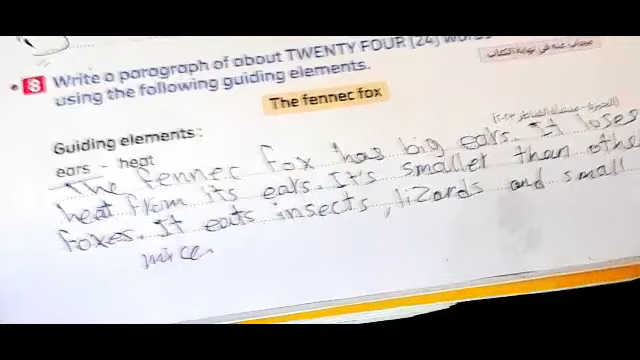 8 Write a paragraph of about TWENTY FOUR (24) words
using the following guiding elements.
The fennec fox
Guiding elements:
ears - heat
The fennec fox has big ears. It loses
heat from its ears. It's smaller than othe
foxes. It eats insects, lizards and small
mice.